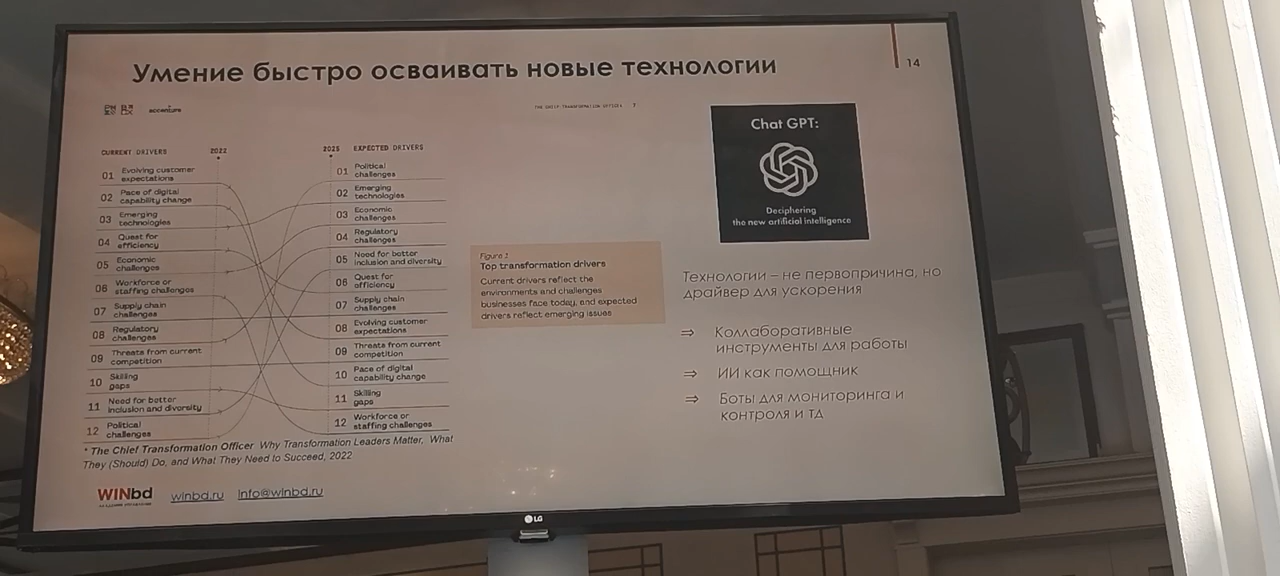 Умение быстро осваивать новые технологии
14
accenture
THE CHIEF TRANSFORMATION OFFICER 7
CURRENT DRIVERS
2022
01 Evolving customer
expectations
02 Pace of digital
capability change
03 Emerging
technologies
04 Quest for
efficiency
05 Economic
challenges
06 Workforce or
staffing challenges
07 Supply chain
challenges
08 Regulatory
challenges
09 Threats from current
competition
10 Skilling
gaps
11 Need for better
inclusion and diversity
12 Political
challenges
2025 EXPECTED DRIVERS
01 Political
challenges
02 Emerging
technologies
03 Economic
challenges
04 Regulatory
challenges
05 Need for better
inclusion and diversity
06 Quest for
efficiency
07 Supply chain
challenges
08 Evolving customer
expectations
09 Threats from current
competition
10 Pace of digital
capability change
11 Skilling
gaps
12 Workforce or
staffing challenges
* The Chief Transformation Officer Why Transformation Leaders Matter, What
They (Should) Do, and What They Need to Succeed, 2022
Figure 2
Top transformation drivers
Current drivers reflect the
environments and challenges
businesses face today, and expected
drivers reflect emerging issues
Chat GPT:
Deciphering
the new artificial intelligence
Технологии – не первопричина, но
драйвер для ускорения
⇒ Коллаборативные
инструменты для работы
⇒ ИИ как помощник
⇒ Боты для мониторинга и
контроля и тд
WINbd
winbd.ru info@winbd.ru
LG